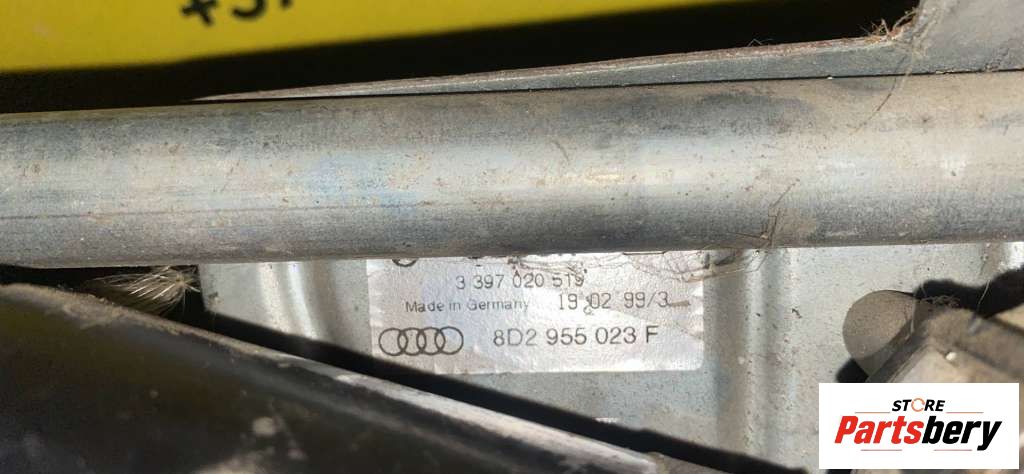 3 397 020 519
Made in Germany 19 02 99/3
8D2 955 023 F
STORE
Partsbery